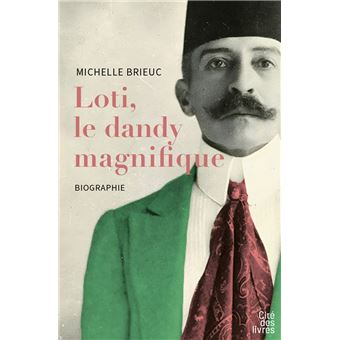 MICHELLE BRIEUC
Loti,
le dandy
magnifique
BIOGRAPHIE
Cité
des
livres